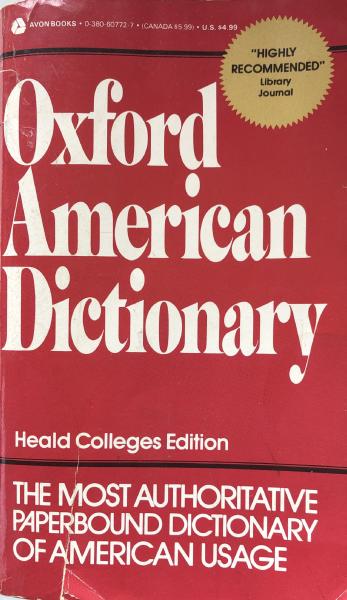 AVON BOOKS • 0-380-60772-7 • (CANADA $5.99) • U.S. $4.99
"HIGHLY
RECOMMENDED"
Library
Journal
Oxford
American
Dictionary
Heald Colleges Edition
THE MOST AUTHORITATIVE
PAPERBOUND DICTIONARY
OF AMERICAN USAGE